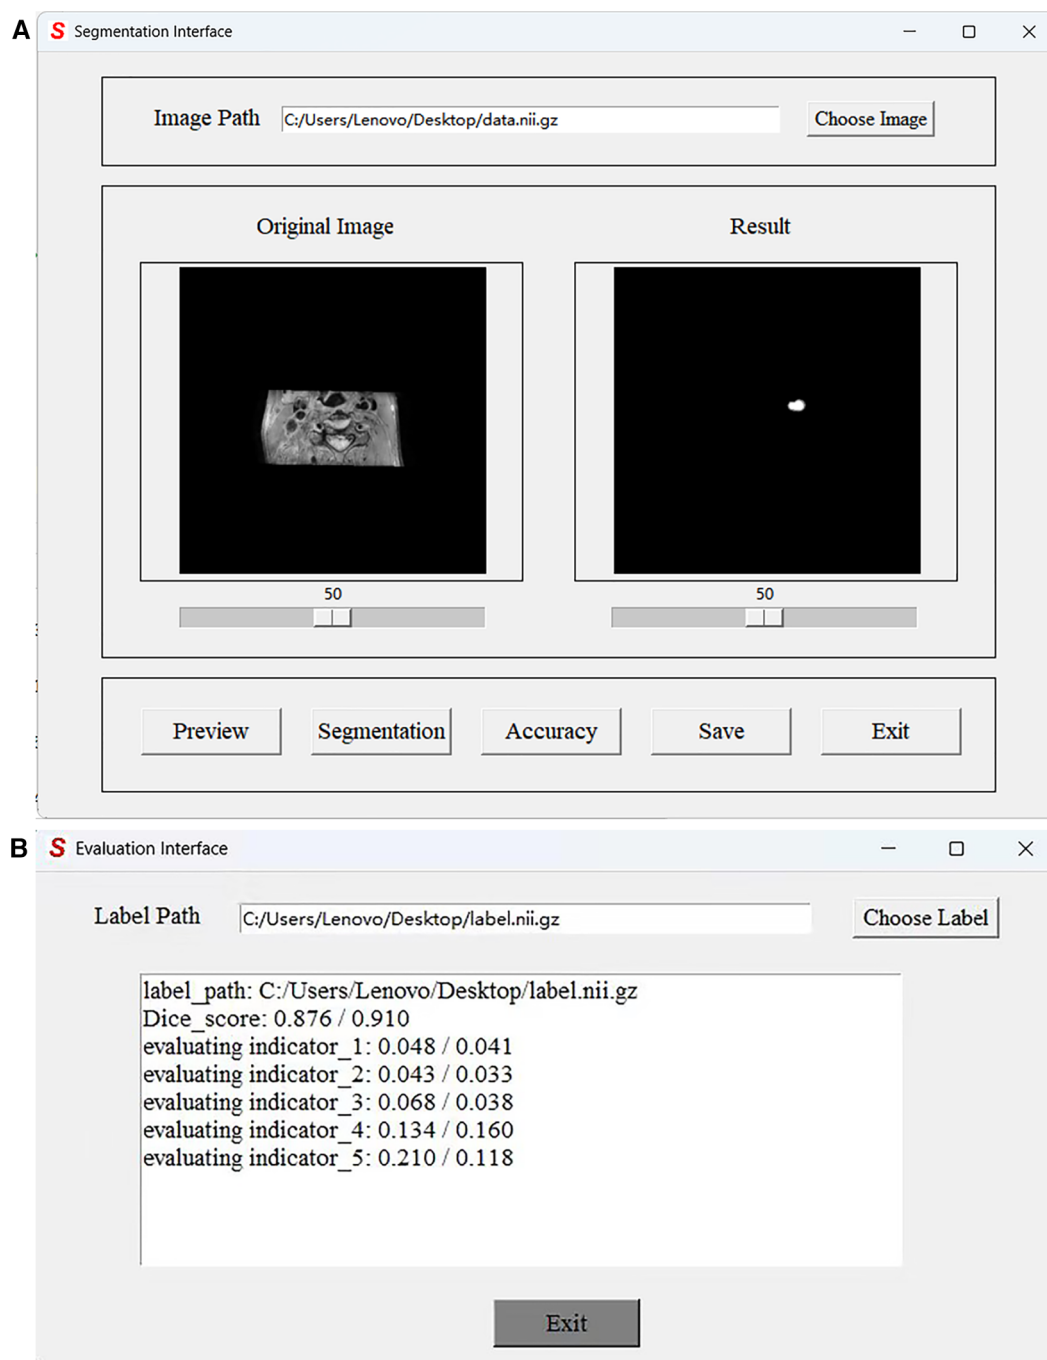 A
S Segmentation Interface
Image Path C:/Users/Lenovo/Desktop/data.nii.gz Choose Image
Original Image Result
50 50
Preview Segmentation Accuracy Save Exit
B
S Evaluation Interface
Label Path C:/Users/Lenovo/Desktop/label.nii.gz Choose Label
label_path: C:/Users/Lenovo/Desktop/label.nii.gz
Dice_score: 0.876 / 0.910
evaluating indicator_1: 0.048 / 0.041
evaluating indicator_2: 0.043 / 0.033
evaluating indicator_3: 0.068 / 0.038
evaluating indicator_4: 0.134 / 0.160
evaluating indicator_5: 0.210 / 0.118
Exit